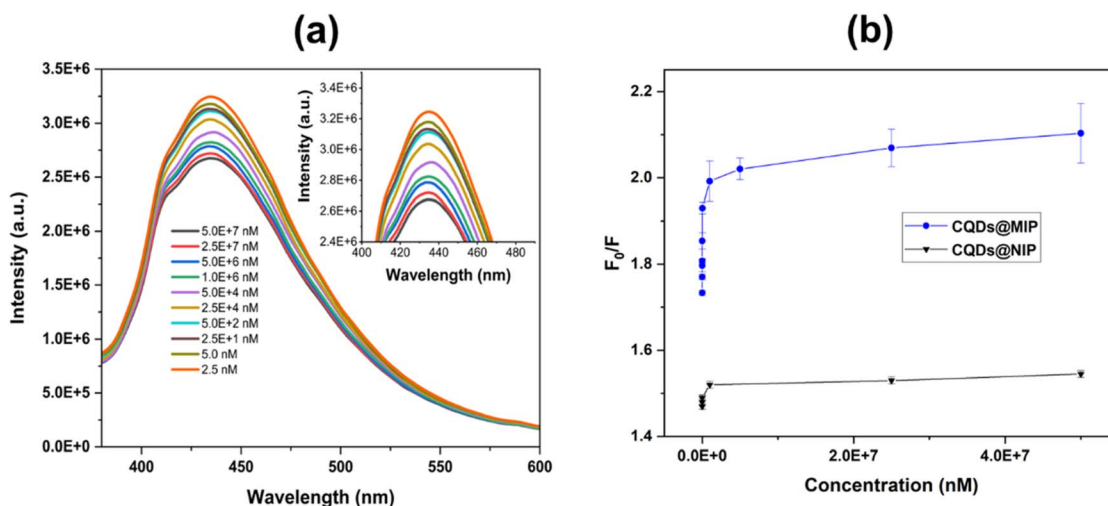 (a)
3.5E+6
3.0E+6
2.5E+6
2.0E+6
1.5E+6
1.0E+6
5.0E+5
0.0E+0
Intensity (a.u.)
400
450
500
550
600
Wavelength (nm)
5.0E+7 nM
2.5E+7 nM
5.0E+6 nM
1.0E+6 nM
5.0E+4 nM
2.5E+4 nM
5.0E+2 nM
2.5E+1 nM
5.0 nM
2.5 nM
3.4E+6
3.2E+6
3.0E+6
2.8E+6
2.6E+6
2.4E+6
Intensity (a.u.)
400
420
440
460
480
Wavelength (nm)
(b)
2.2
2.0
1.8
1.6
1.4
F₀/F
CQDs@MIP
CQDs@NIP
0.0E+0
2.0E+7
4.0E+7
Concentration (nM)